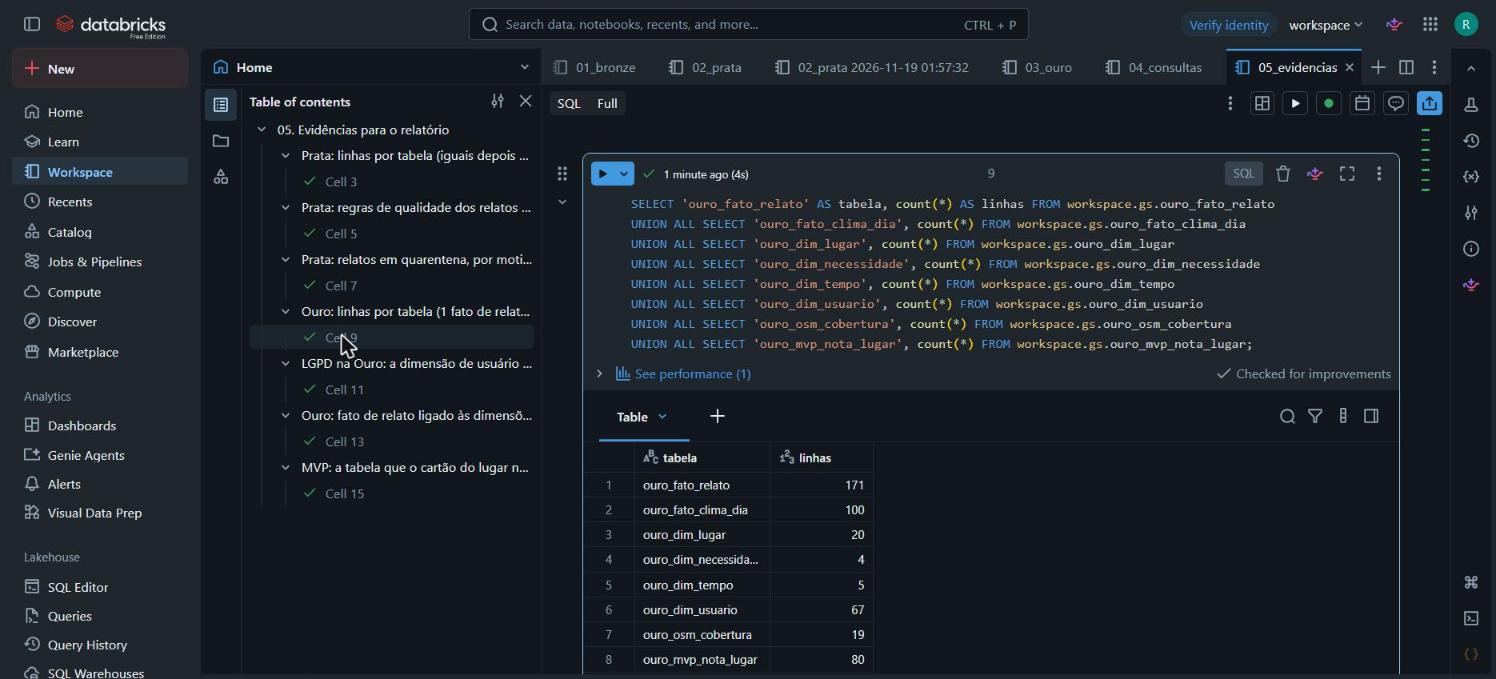 databricks
Free Edition
Search data, notebooks, recents, and more...
CTRL + P
Verify identity
workspace
R
New
Home
Learn
Workspace
Recents
Catalog
Jobs & Pipelines
Compute
Discover
Marketplace
Analytics
Dashboards
Genie Agents
Alerts
Visual Data Prep
Lakehouse
SQL Editor
Queries
Query History
SQL Warehouses
Home
Table of contents
05. Evidências para o relatório
Prata: linhas por tabela (iguais depois ...
Cell 3
Prata: regras de qualidade dos relatos ...
Cell 5
Prata: relatos em quarentena, por moti...
Cell 7
Ouro: linhas por tabela (1 fato de relat...
Cell 9
LGPD na Ouro: a dimensão de usuário ...
Cell 11
Ouro: fato de relato ligado às dimensõ...
Cell 13
MVP: a tabela que o cartão do lugar n...
Cell 15
01_bronze
02_prata
02_prata 2026-11-19 01:57:32
03_ouro
04_consultas
05_evidencias
SQL Full
1 minute ago (4s)
9
SQL
SELECT 'ouro_fato_relato' AS tabela, count(*) AS linhas FROM workspace.gs.ouro_fato_relato
UNION ALL SELECT 'ouro_fato_clima_dia', count(*) FROM workspace.gs.ouro_fato_clima_dia
UNION ALL SELECT 'ouro_dim_lugar', count(*) FROM workspace.gs.ouro_dim_lugar
UNION ALL SELECT 'ouro_dim_necessidade', count(*) FROM workspace.gs.ouro_dim_necessidade
UNION ALL SELECT 'ouro_dim_tempo', count(*) FROM workspace.gs.ouro_dim_tempo
UNION ALL SELECT 'ouro_dim_usuario', count(*) FROM workspace.gs.ouro_dim_usuario
UNION ALL SELECT 'ouro_osm_cobertura', count(*) FROM workspace.gs.ouro_osm_cobertura
UNION ALL SELECT 'ouro_mvp_nota_lugar', count(*) FROM workspace.gs.ouro_mvp_nota_lugar;
See performance (1)
Checked for improvements
Table
tabela linhas
1 ouro_fato_relato 171
2 ouro_fato_clima_dia 100
3 ouro_dim_lugar 20
4 ouro_dim_necessida... 4
5 ouro_dim_tempo 5
6 ouro_dim_usuario 67
7 ouro_osm_cobertura 19
8 ouro_mvp_nota_lugar 80